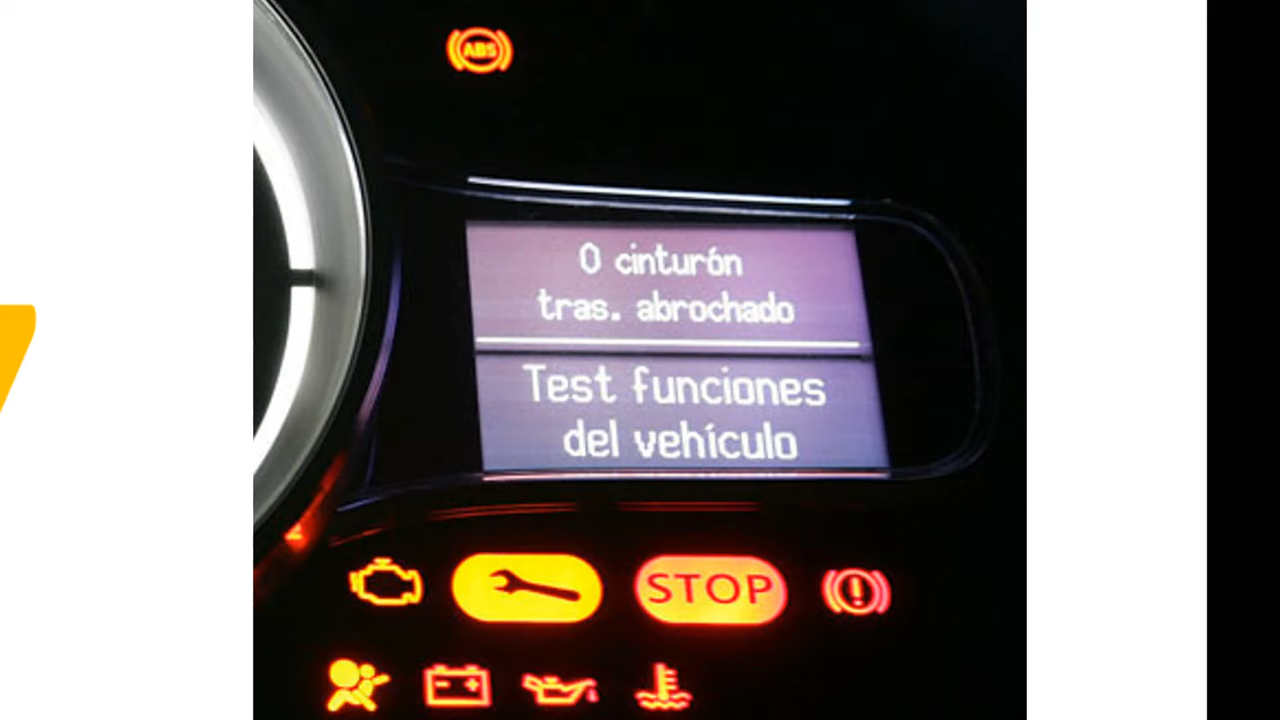 ABS
0 cinturón
tras. abrochado
Test funciones
del vehículo
STOP